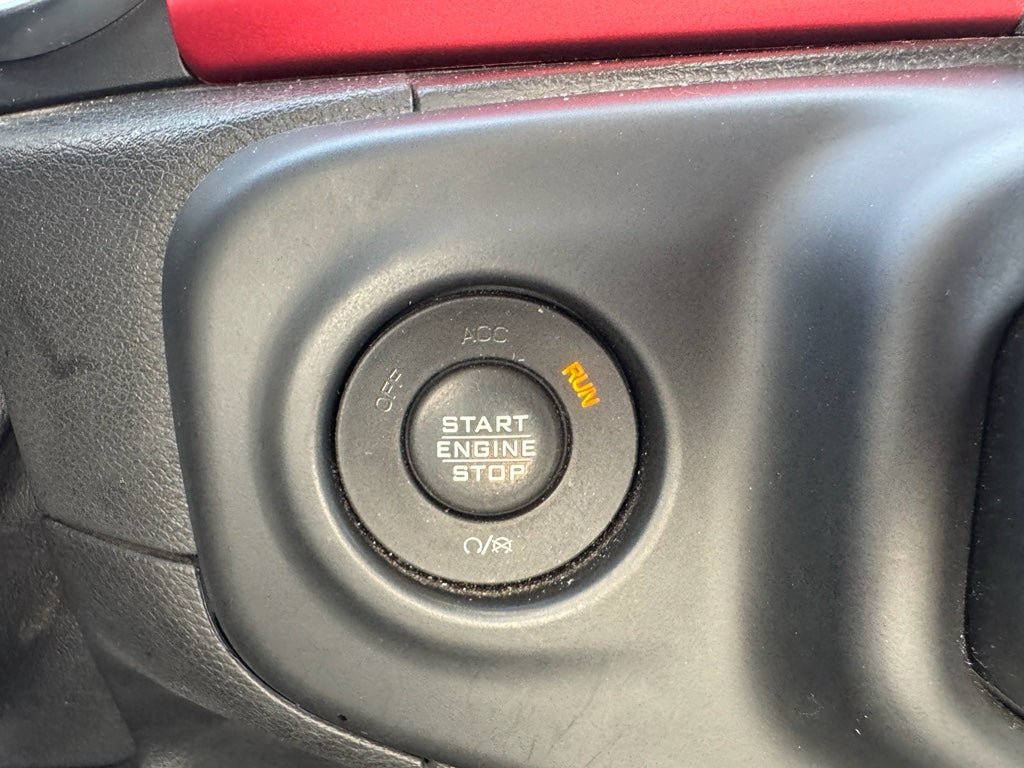 ACC
OFF
RUN
START
ENGINE
STOP